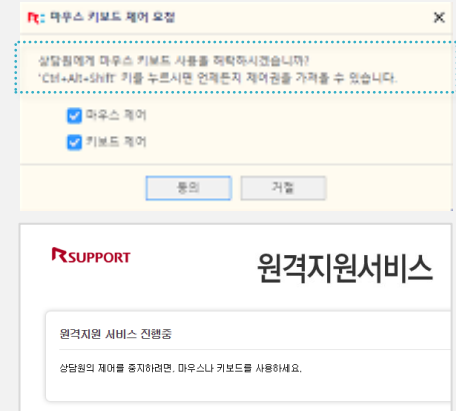 마우스 키보드 제어 요청
상담원에게 마우스 키보드 사용을 허락하시겠습니까?
'Ctrl+Alt+Shift' 키를 누르시면 언제든지 제어권을 가져올 수 있습니다.
마우스 제어
키보드 제어
동의 거절
RSUPPORT 원격지원서비스
원격지원 서비스 진행중
상담원의 제어를 중지하려면, 마우스나 키보드를 사용하세요.